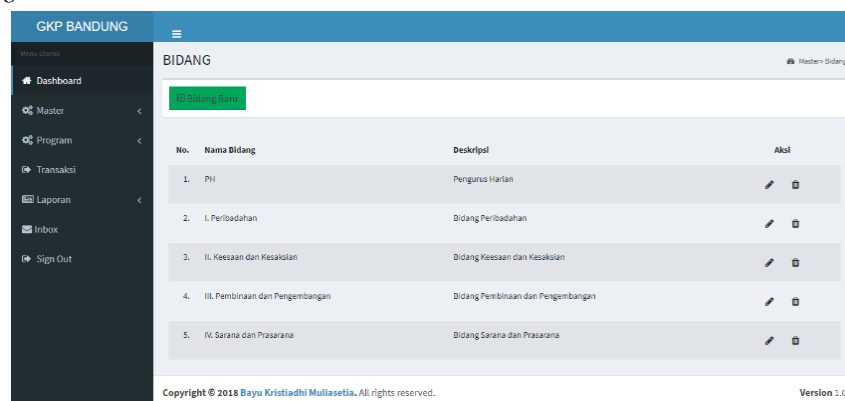 GKP BANDUNG
Menu Utama
Dashboard
Master
Program
Transaksi
Laporan
Inbox
Sign Out
BIDANG
Master> Bidang
Bidang Baru
No. Nama Bidang Deskripsi Aksi
1. PH Pengurus Harian
2. I. Peribadahan Bidang Peribadahan
3. II. Keesaan dan Kesaksian Bidang Keesaan dan Kesaksian
4. III. Pembinaan dan Pengembangan Bidang Pembinaan dan Pengembangan
5. IV. Sarana dan Prasarana Bidang Sarana dan Prasarana
Copyright © 2018 Bayu Kristiadhi Muliasetia. All rights reserved. Version 1.0